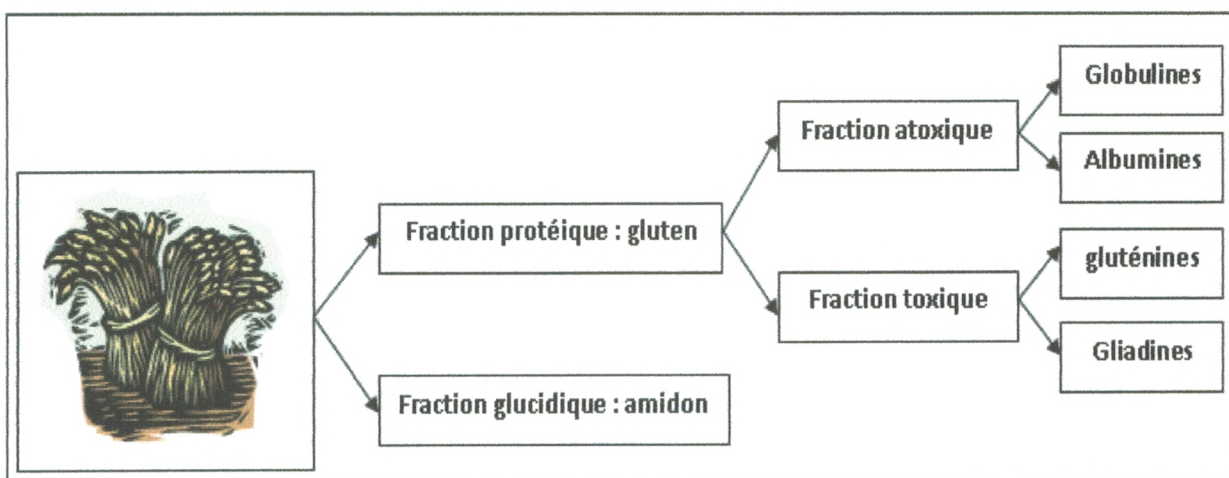 Globulines
Fraction atoxique
Albumines
Fraction protéique : gluten
gluténines
Fraction toxique
Gliadines
Fraction glucidique : amidon